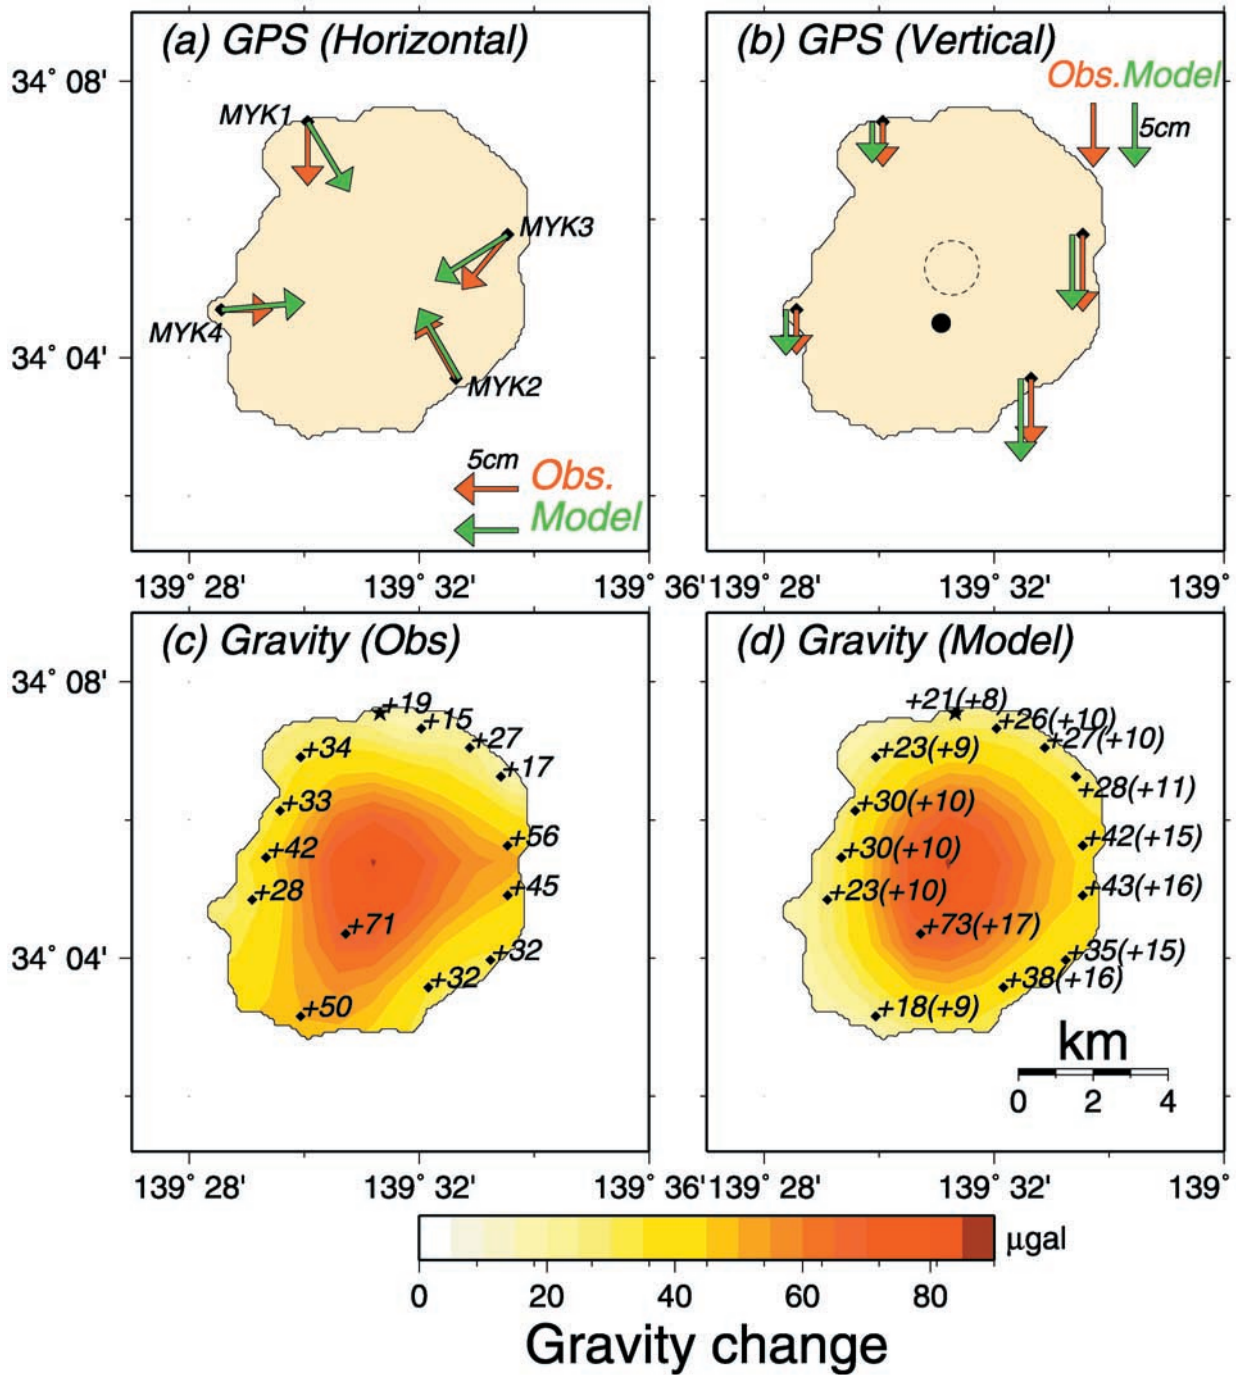 (a) GPS (Horizontal)
34° 08'
MYK1
MYK3
MYK4
34° 04'
MYK2
5cm
Obs.
Model
139° 28'
139° 32'
139° 36'
(b) GPS (Vertical)
Obs. Model
5cm
139° 28'
139° 32'
139°
(c) Gravity (Obs)
34° 08'
+19
+15
+27
+34
+17
+33
+56
+42
+45
+28
+71
+32
34° 04'
+32
+50
139° 28'
139° 32'
139° 36'
(d) Gravity (Model)
+21(+8)
+26(+10)
+27(+10)
+23(+9)
+28(+11)
+30(+10)
+42(+15)
+30(+10)
+43(+16)
+23(+10)
+73(+17)
+35(+15)
+38(+16)
+18(+9)
km
0 2 4
139° 28'
139° 32'
139°
μgal
0 20 40 60 80
Gravity change